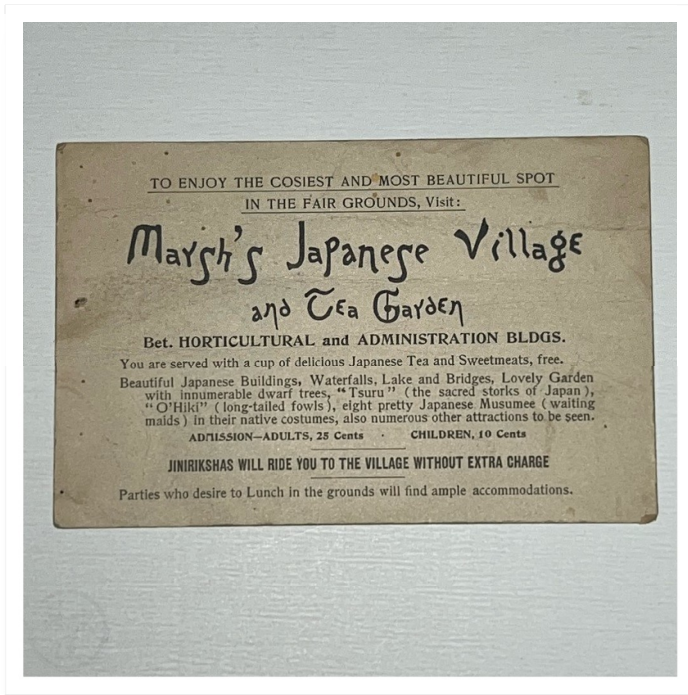 TO ENJOY THE COSIEST AND MOST BEAUTIFUL SPOT
IN THE FAIR GROUNDS, Visit:
Marsh's Japanese Village
and Tea Garden
Bet. HORTICULTURAL and ADMINISTRATION BLDGS.
You are served with a cup of delicious Japanese Tea and Sweetmeats, free.
Beautiful Japanese Buildings, Waterfalls, Lake and Bridges, Lovely Garden
with innumerable dwarf trees, “Tsuru” (the sacred storks of Japan),
“O'Hiki” (long-tailed fowls), eight pretty Japanese Musumee (waiting
maids) in their native costumes, also numerous other attractions to be seen.
ADMISSION—ADULTS, 25 Cents · CHILDREN, 10 Cents
JINIRIKSHAS WILL RIDE YOU TO THE VILLAGE WITHOUT EXTRA CHARGE
Parties who desire to Lunch in the grounds will find ample accommodations.